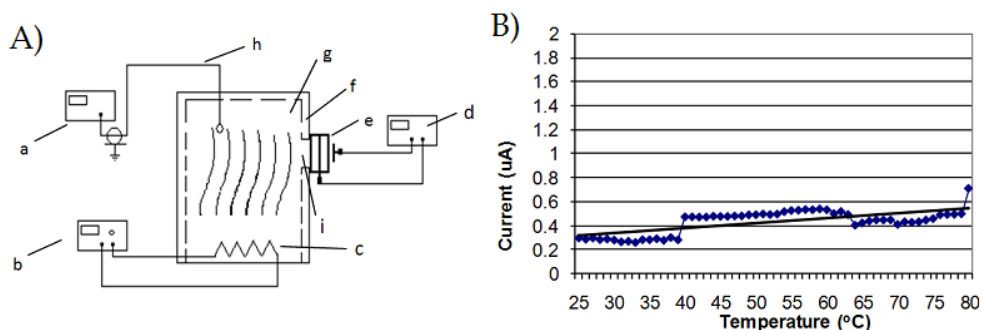 A)
h
g
f
e
d
a
i
c
b
B)
2
1.8
1.6
1.4
1.2
1
0.8
0.6
0.4
0.2
0
Current (uA)
25 30 35 40 45 50 55 60 65 70 75 80
Temperature (°C)